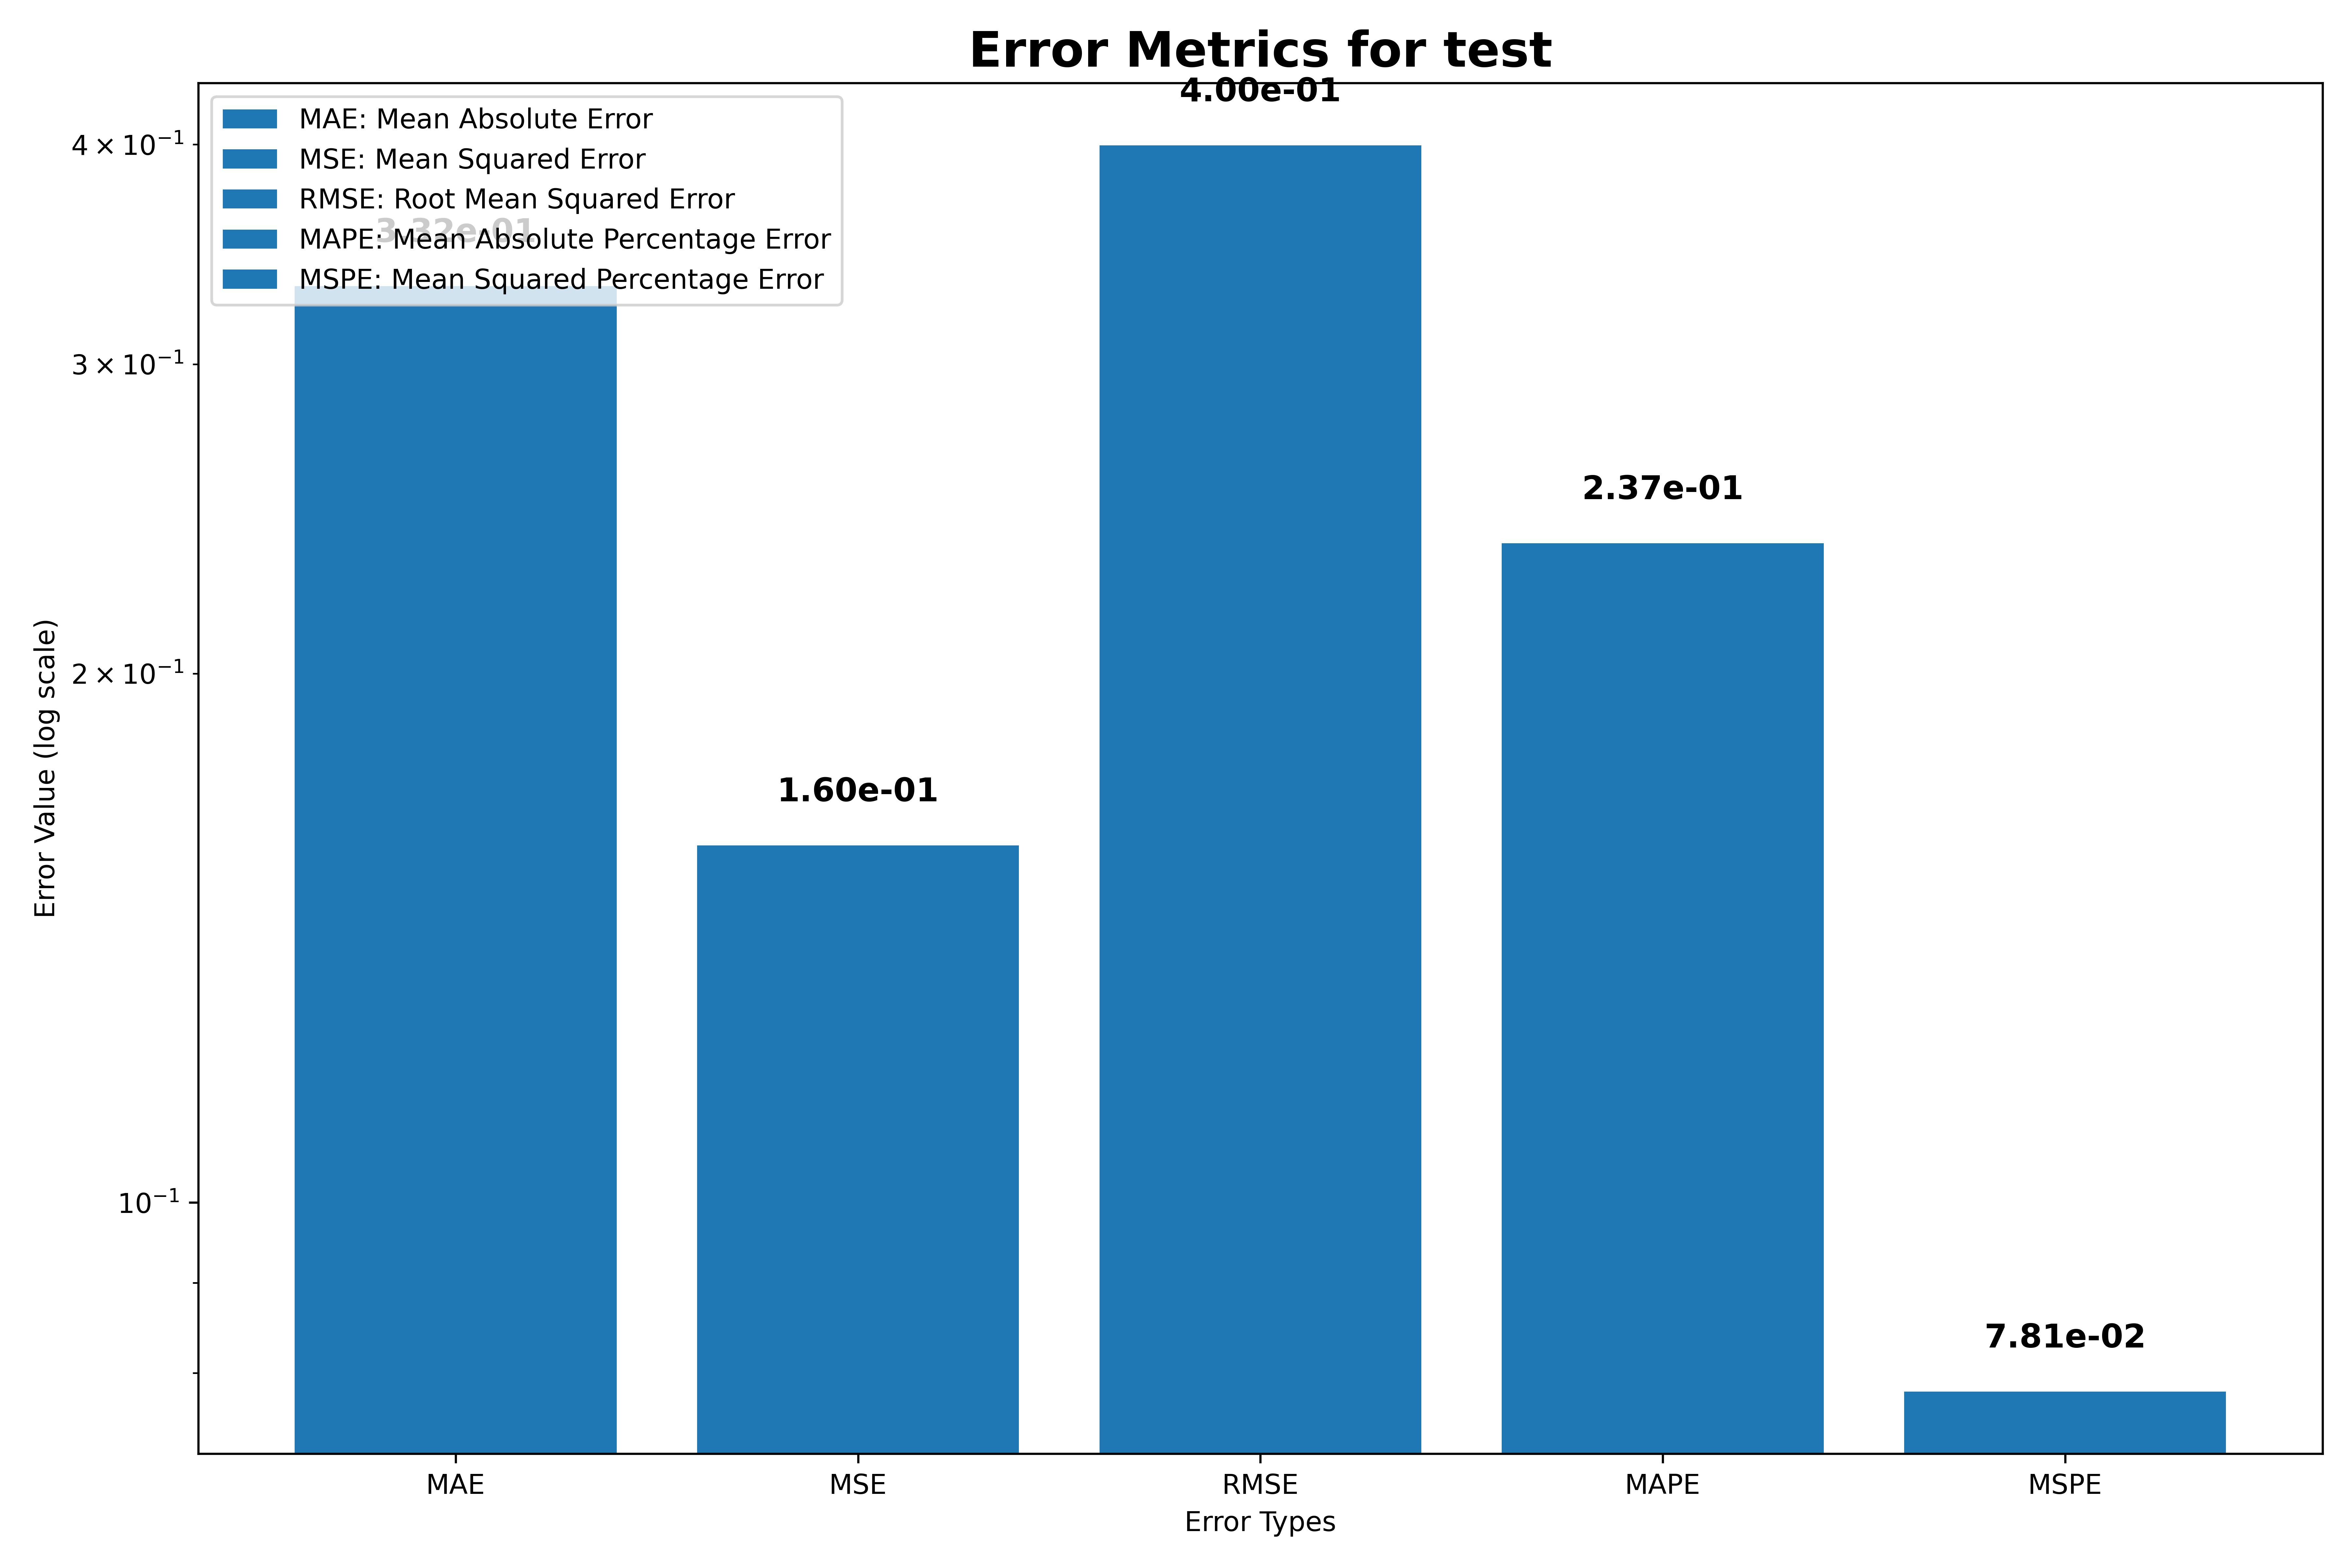 Error Metrics for test
4.00e-01
MAE: Mean Absolute Error
MSE: Mean Squared Error
RMSE: Root Mean Squared Error
3.32e-01
MAPE: Mean Absolute Percentage Error
MSPE: Mean Squared Percentage Error
4 × 10⁻¹
3 × 10⁻¹
2 × 10⁻¹
10⁻¹
Error Value (log scale)
2.37e-01
1.60e-01
7.81e-02
MAE MSE RMSE MAPE MSPE
Error Types